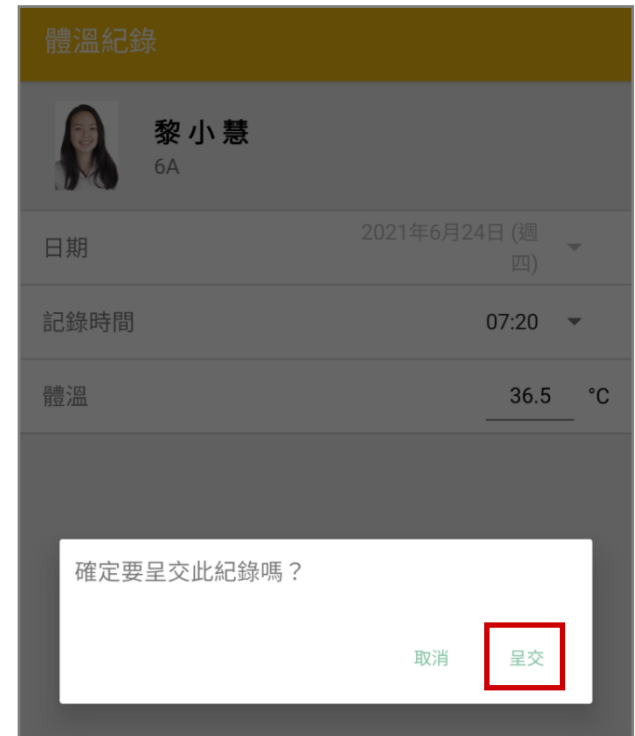 體溫紀錄
黎小慧
6A
日期 2021年6月24日 (週
四)
記錄時間 07:20
體溫 36.5 °C
確定要呈交此紀錄嗎？
取消 呈交